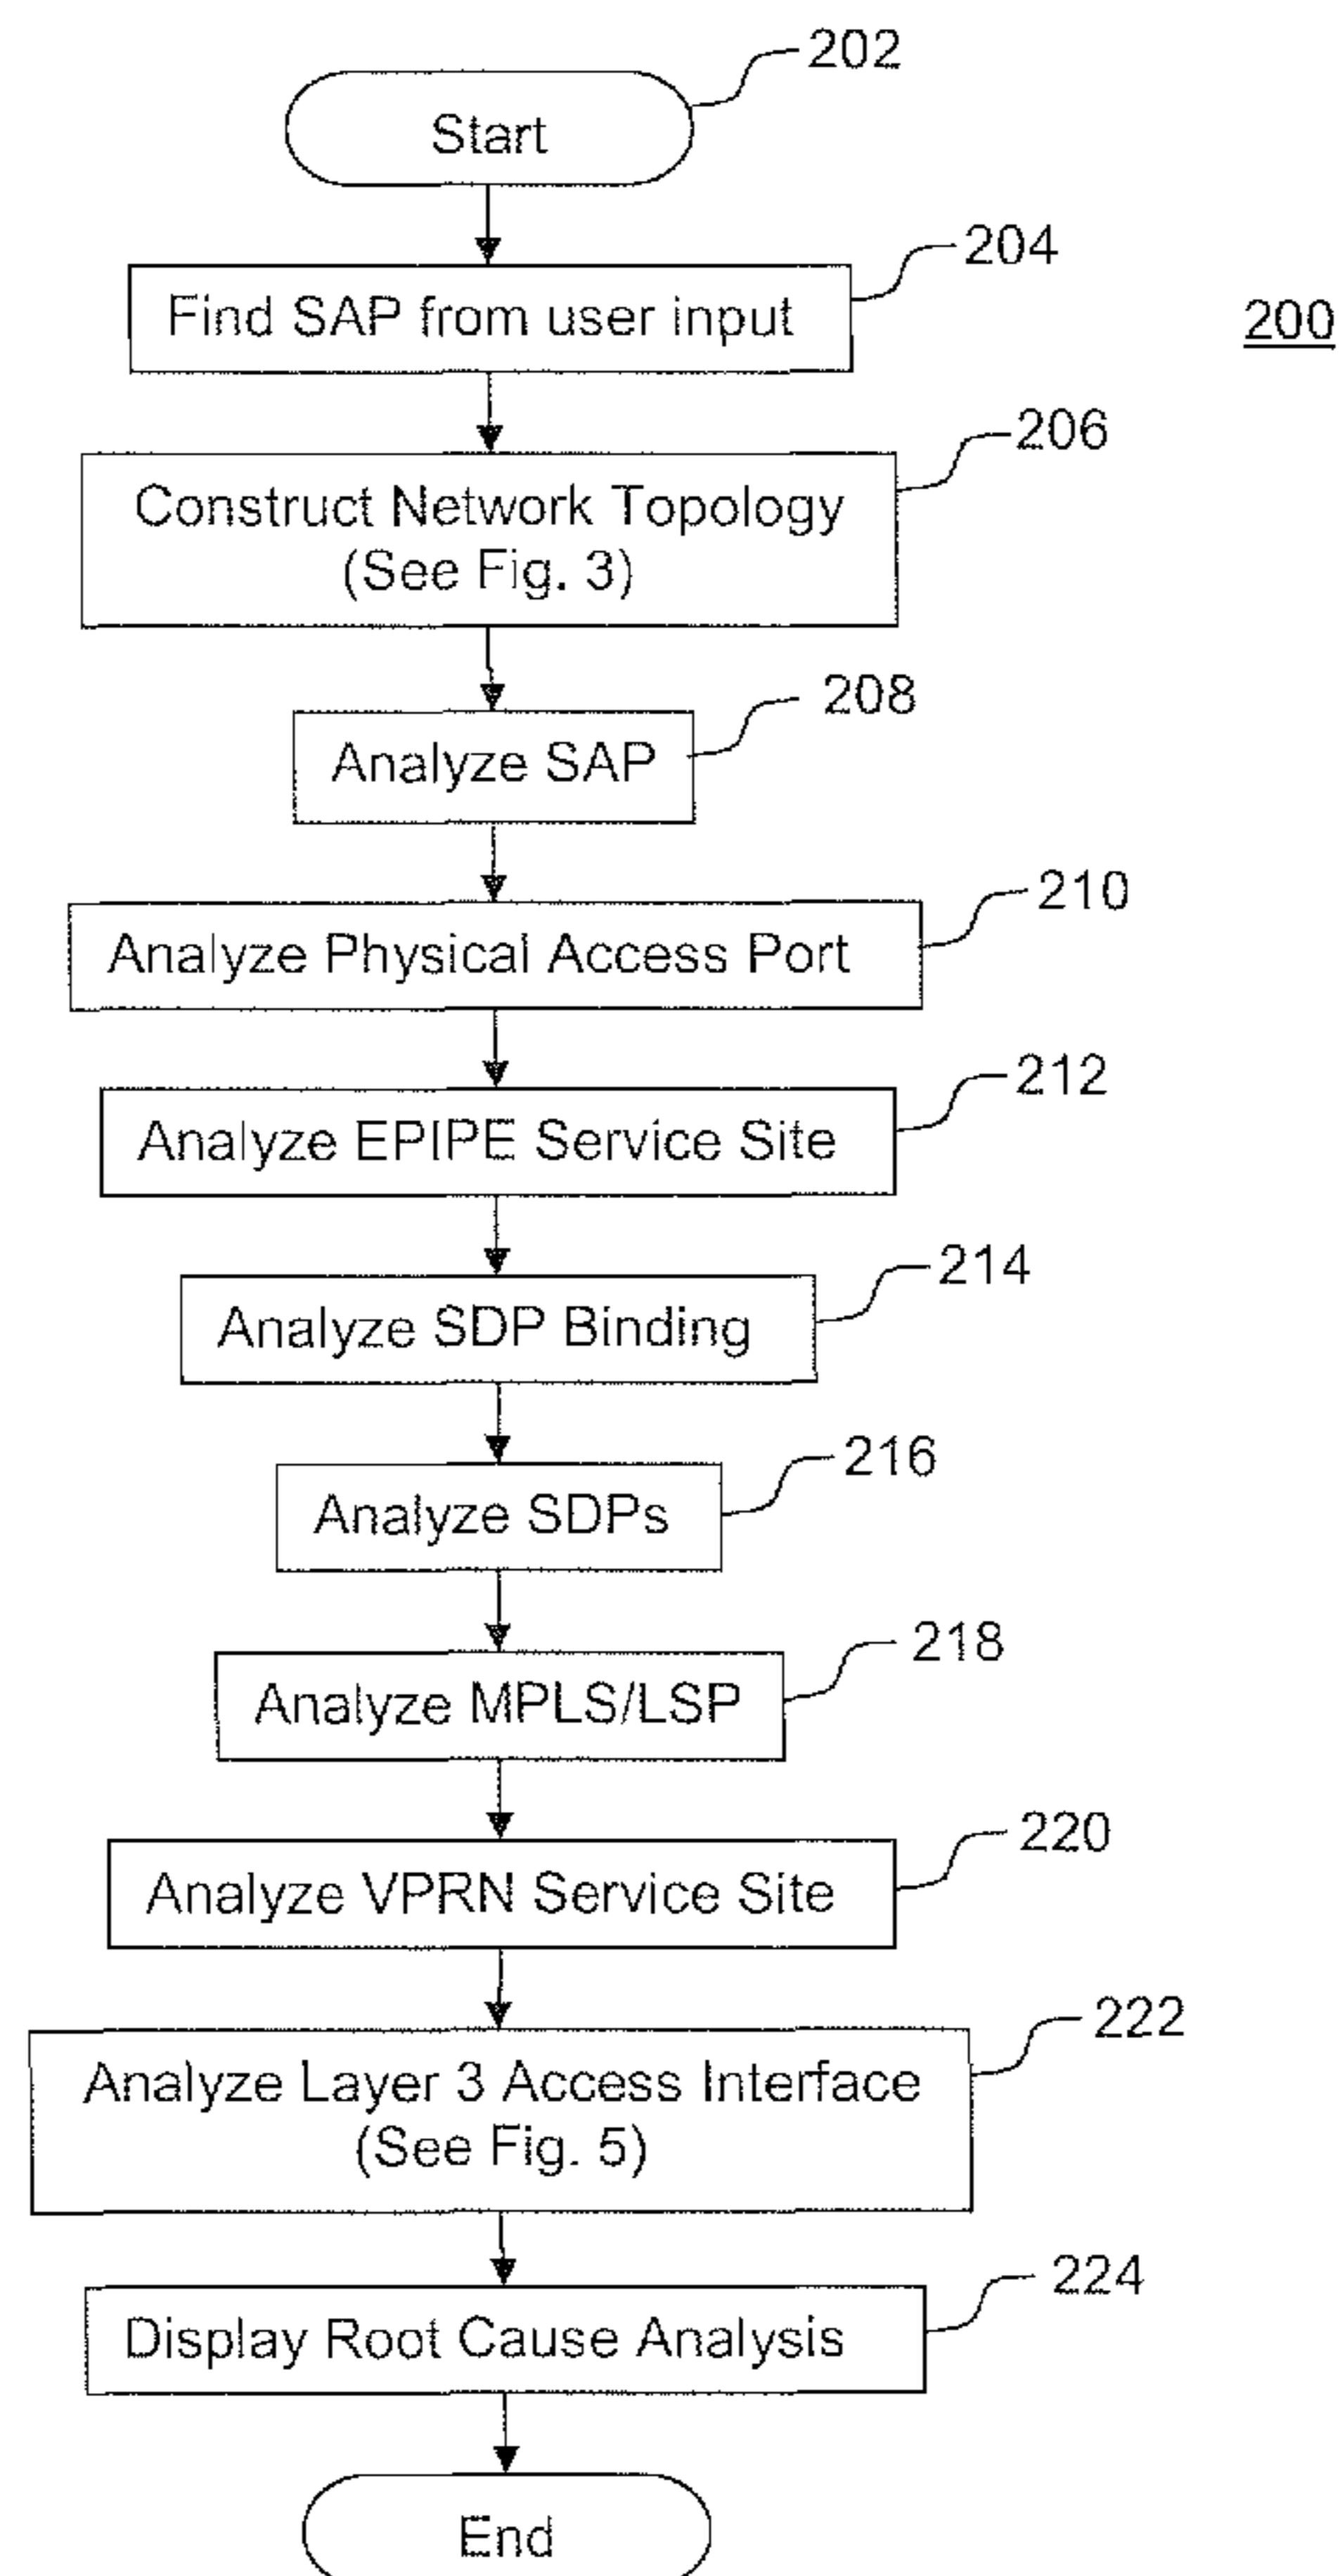 202
Start
204
Find SAP from user input
200
206
Construct Network Topology
(See Fig. 3)
208
Analyze SAP
210
Analyze Physical Access Port
212
Analyze EPIPE Service Site
214
Analyze SDP Binding
216
Analyze SDPs
218
Analyze MPLS/LSP
220
Analyze VPRN Service Site
222
Analyze Layer 3 Access Interface
(See Fig. 5)
224
Display Root Cause Analysis
End